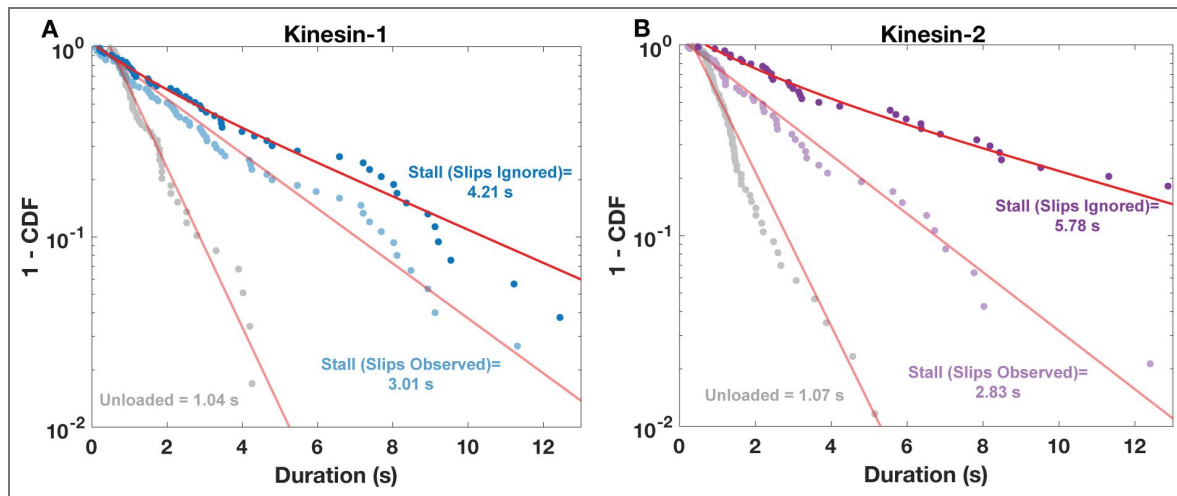 A
Kinesin-1
10^0
10^-1
10^-2
1 - CDF
Stall (Slips Ignored)=
4.21 s
Stall (Slips Observed)=
3.01 s
Unloaded = 1.04 s
0 2 4 6 8 10 12
Duration (s)
B
Kinesin-2
10^0
10^-1
10^-2
1 - CDF
Stall (Slips Ignored)=
5.78 s
Stall (Slips Observed)=
2.83 s
Unloaded = 1.07 s
0 2 4 6 8 10 12
Duration (s)